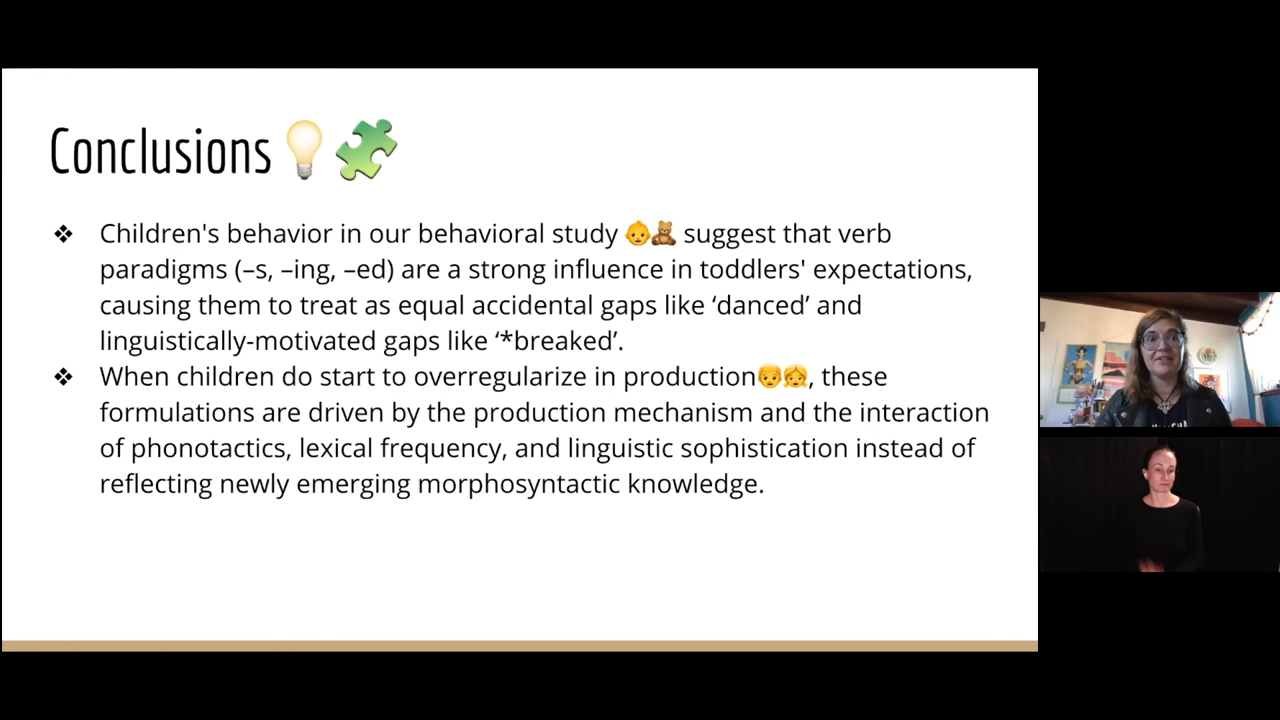 Conclusions💡🧩
❖ Children's behavior in our behavioral study 👶🧸 suggest that verb
paradigms (–s, –ing, –ed) are a strong influence in toddlers' expectations,
causing them to treat as equal accidental gaps like ‘danced’ and
linguistically-motivated gaps like ‘*breaked’.
❖ When children do start to overregularize in production👦👧, these
formulations are driven by the production mechanism and the interaction
of phonotactics, lexical frequency, and linguistic sophistication instead of
reflecting newly emerging morphosyntactic knowledge.